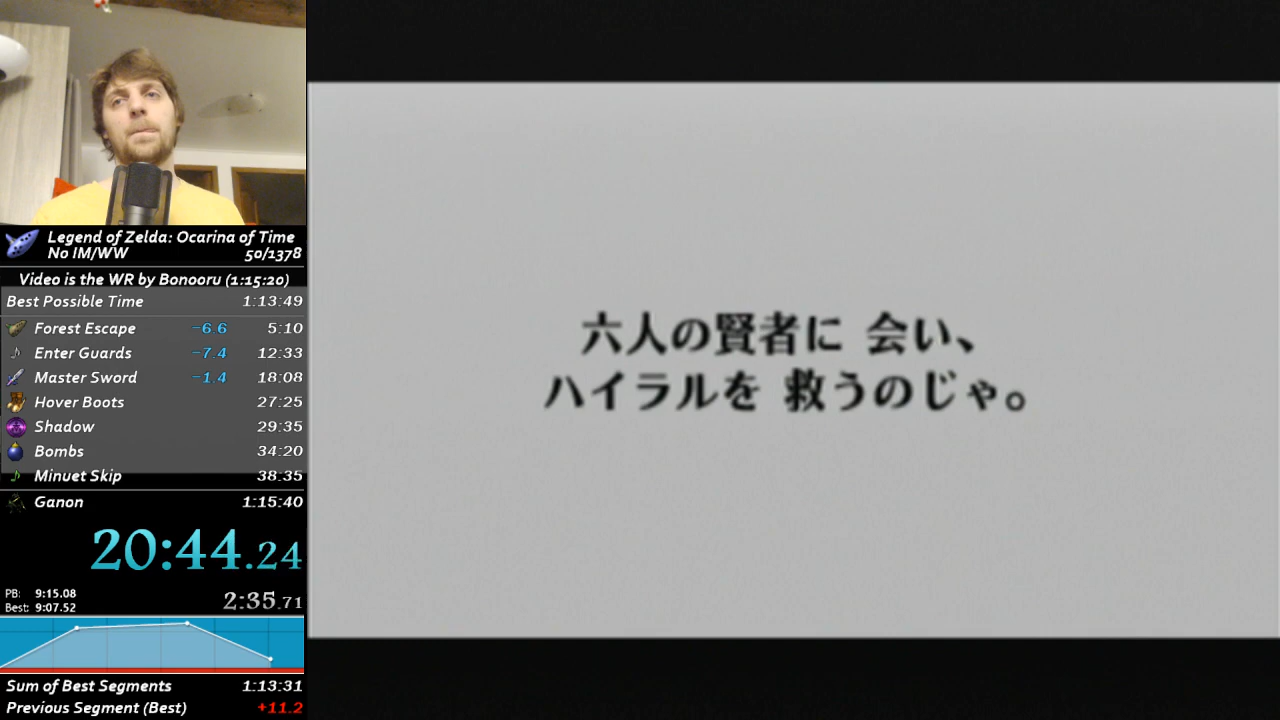 Legend of Zelda: Ocarina of Time
No IM/WW 50/1378
Video is the WR by Bonooru (1:15:20)
Best Possible Time 1:13:49
Forest Escape -6.6 5:10
Enter Guards -7.4 12:33
Master Sword -1.4 18:08
Hover Boots 27:25
Shadow 29:35
Bombs 34:20
Minuet Skip 38:35
Ganon 1:15:40
20:44.24
PB: 9:15.08
Best: 9:07.52
2:35.71
Sum of Best Segments 1:13:31
Previous Segment (Best) +11.2
六人の賢者に 会い、
ハイラルを 救うのじゃ。